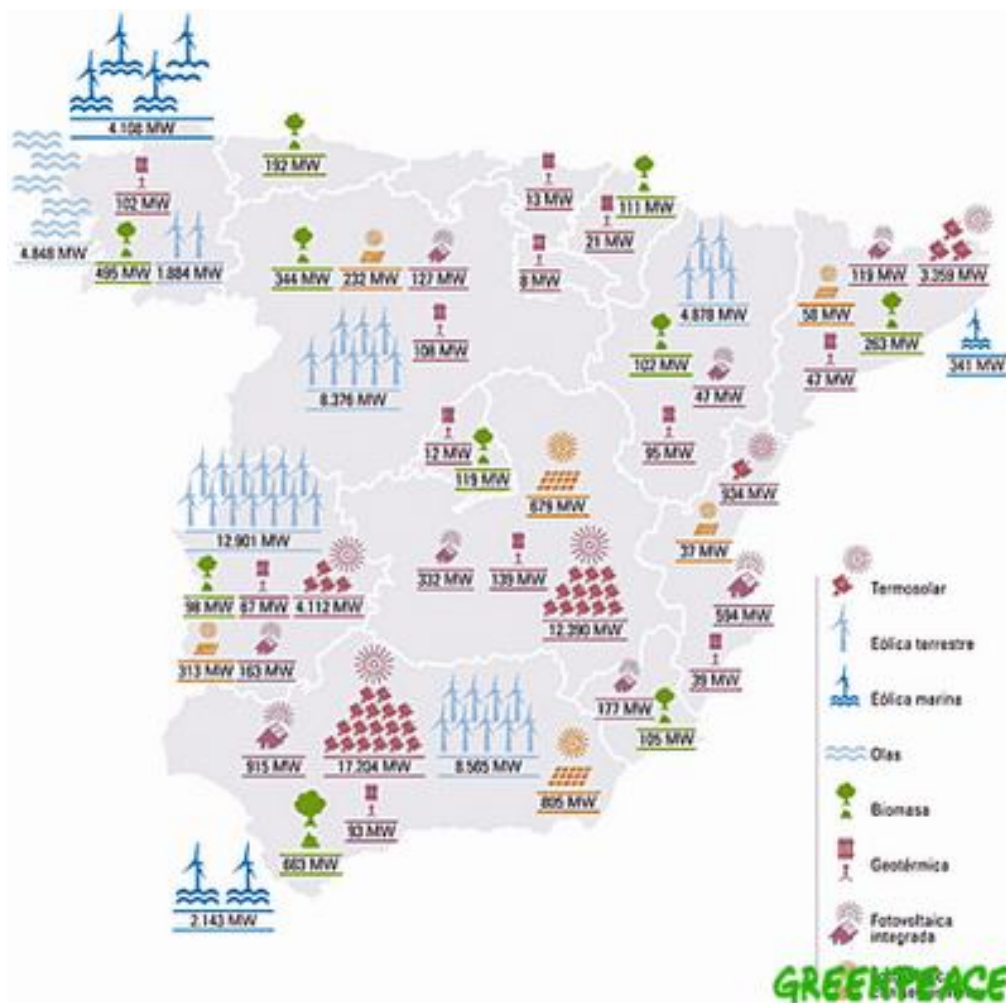 4.108 MW
192 MW
102 MW
13 MW
111 MW
21 MW
4.848 MW
495 MW
1.884 MW
344 MW
232 MW
127 MW
8 MW
4.878 MW
119 MW
3.359 MW
58 MW
263 MW
341 MW
108 MW
102 MW
47 MW
47 MW
8.376 MW
12 MW
119 MW
95 MW
934 MW
679 MW
12.901 MW
37 MW
332 MW
139 MW
98 MW
67 MW
4.112 MW
12.390 MW
594 MW
313 MW
163 MW
39 MW
177 MW
105 MW
915 MW
17.204 MW
8.565 MW
805 MW
93 MW
683 MW
2.143 MW
Termosolar
Eólica terrestre
Eólica marina
Olas
Biomasa
Geotérmica
Fotovoltaica
integrada
GREENPEACE